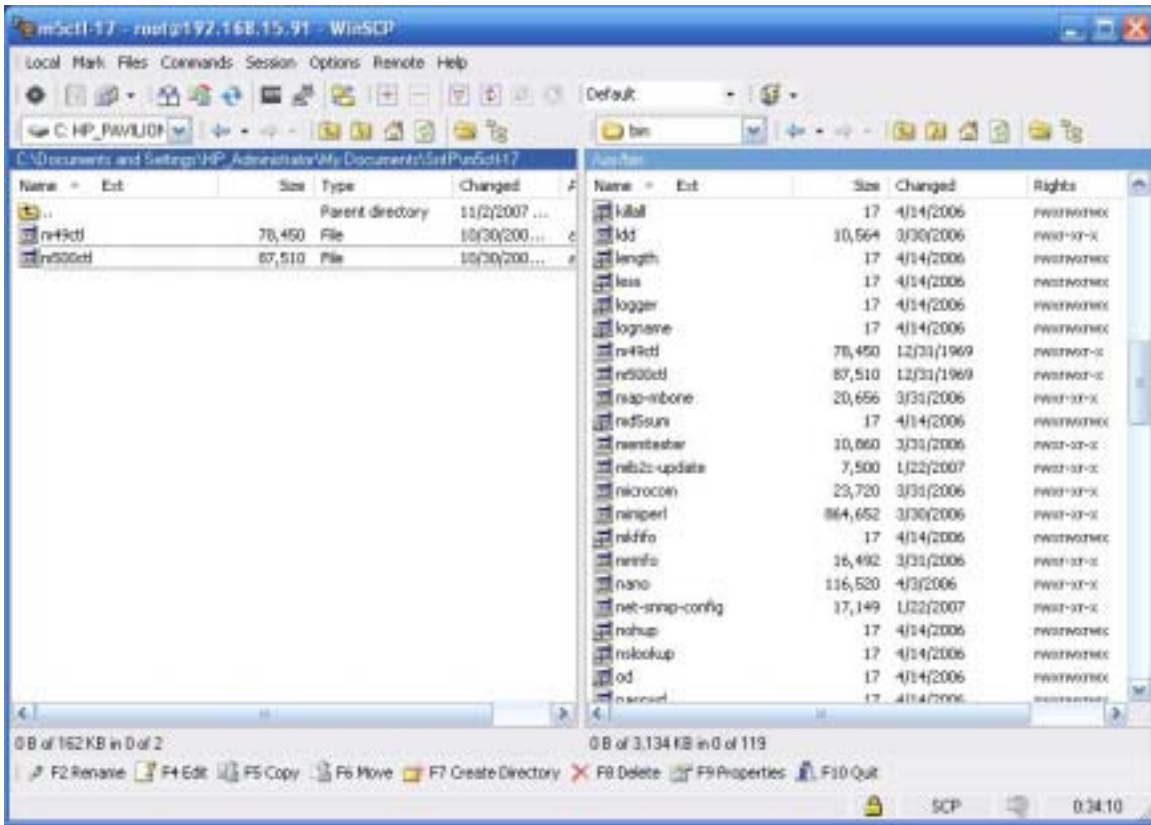 m5ctl-17 - root@192.168.15.91 - WinSCP
Local Mark Files Commands Session Options Remote Help
Default
C: HP_PAVILION
bin
C:\Documents and Settings\HP_Administrator\My Documents\SntP\m5ctl-17
/usr/bin
Name Ext Size Type Changed
Name Ext Size Changed Rights
.. Parent directory 11/2/2007 ...
m49ctl 78,450 File 10/30/200...
m500ctl 87,510 File 10/30/200...
killall 17 4/14/2006 rwxrwxrwx
ldd 10,564 3/30/2006 rwxr-xr-x
length 17 4/14/2006 rwxrwxrwx
less 17 4/14/2006 rwxrwxrwx
logger 17 4/14/2006 rwxrwxrwx
logname 17 4/14/2006 rwxrwxrwx
m49ctl 78,450 12/31/1969 rwxrwxr-x
m500ctl 87,510 12/31/1969 rwxrwxr-x
map-mbone 20,656 3/31/2006 rwxr-xr-x
md5sum 17 4/14/2006 rwxrwxrwx
memtester 10,860 3/31/2006 rwxr-xr-x
mib2c-update 7,500 1/22/2007 rwxr-xr-x
microcom 23,720 3/31/2006 rwxr-xr-x
miniperl 864,652 3/30/2006 rwxr-xr-x
mkfifo 17 4/14/2006 rwxrwxrwx
mrinfo 16,492 3/31/2006 rwxr-xr-x
nano 116,520 4/3/2006 rwxr-xr-x
net-snmp-config 17,149 1/22/2007 rwxr-xr-x
nohup 17 4/14/2006 rwxrwxrwx
nslookup 17 4/14/2006 rwxrwxrwx
od 17 4/14/2006 rwxrwxrwx
passwd 17 4/14/2006 rwxrwxrwx
0 B of 162 KB in 0 of 2
0 B of 3,134 KB in 0 of 119
F2 Rename F4 Edit F5 Copy F6 Move F7 Create Directory F8 Delete F9 Properties F10 Quit
SCP 0:34:10